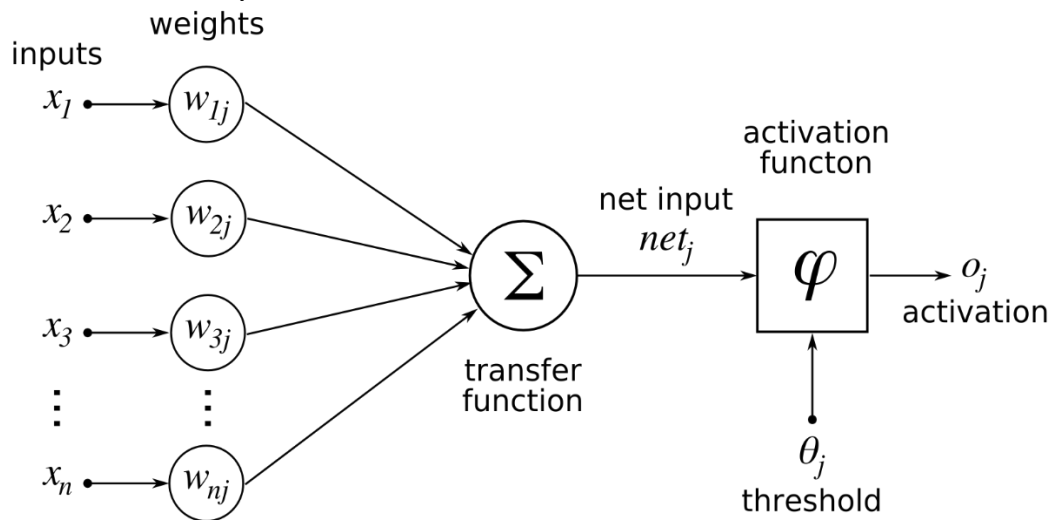 weights
inputs
x₁
w₁ⱼ
x₂
w₂ⱼ
x₃
w₃ⱼ
⋮ ⋮
xₙ
wₙⱼ
Σ
transfer
function
net input
netⱼ
activation
functon
φ
oⱼ
activation
θⱼ
threshold